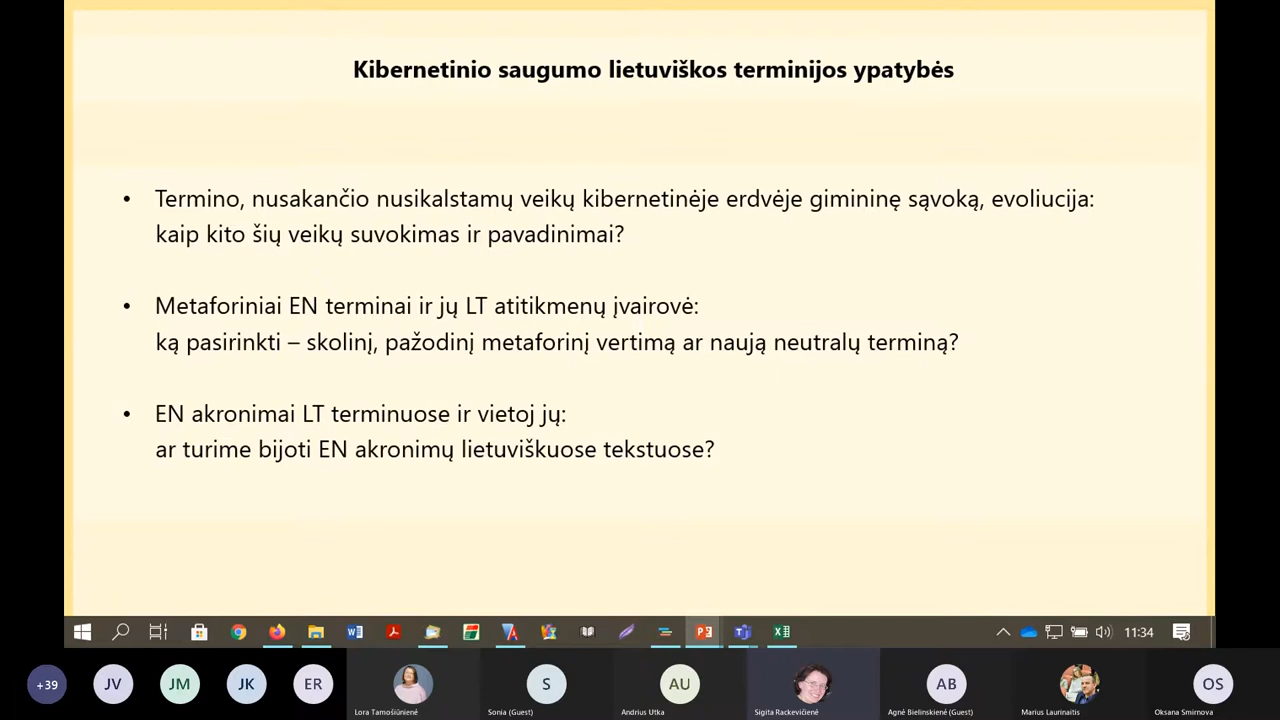 Kibernetinio saugumo lietuviškos terminijos ypatybės
• Termino, nusakančio nusikalstamų veikų kibernetinėje erdvėje gimininę sąvoką, evoliucija:
kaip kito šių veikų suvokimas ir pavadinimai?
• Metaforiniai EN terminai ir jų LT atitikmenų įvairovė:
ką pasirinkti – skolinį, pažodinį metaforinį vertimą ar naują neutralų terminą?
• EN akronimai LT terminuose ir vietoj jų:
ar turime bijoti EN akronimų lietuviškuose tekstuose?
11:34
+39 JV JM JK ER S AU AB OS
Lora Tamošiūnienė Sonia (Guest) Andrius Utka Sigita Rackevičienė Agnė Bielinskienė (Guest) Marius Laurinaitis Oksana Smirnova